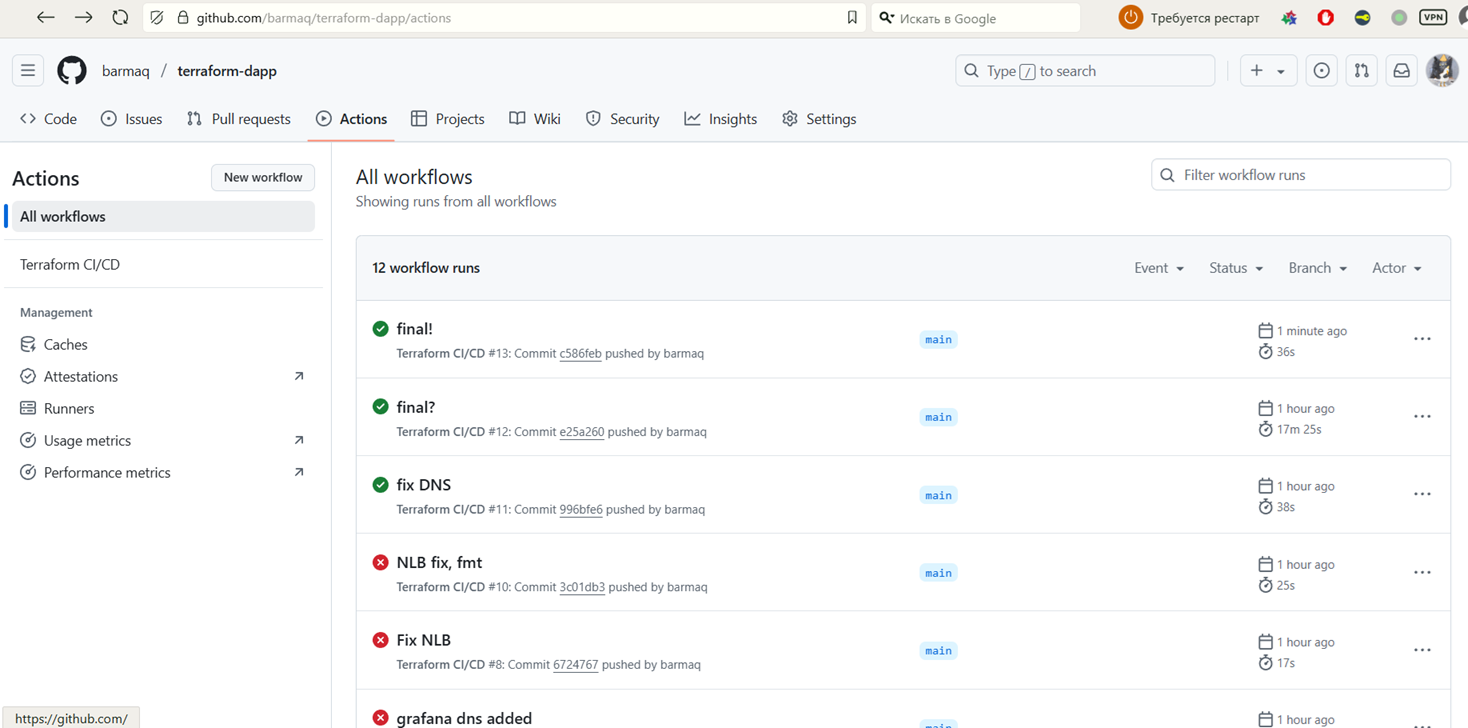 github.com/barmaq/terraform-dapp/actions
Искать в Google
Требуется рестарт
VPN
barmaq / terraform-dapp
Type / to search
Code Issues Pull requests Actions Projects Wiki Security Insights Settings
Actions
New workflow
All workflows
Terraform CI/CD
Management
Caches
Attestations
Runners
Usage metrics
Performance metrics
All workflows
Showing runs from all workflows
Filter workflow runs
12 workflow runs
Event Status Branch Actor
final!
Terraform CI/CD #13: Commit c586feb pushed by barmaq
main
1 minute ago
36s
final?
Terraform CI/CD #12: Commit e25a260 pushed by barmaq
main
1 hour ago
17m 25s
fix DNS
Terraform CI/CD #11: Commit 996bfe6 pushed by barmaq
main
1 hour ago
38s
NLB fix, fmt
Terraform CI/CD #10: Commit 3c01db3 pushed by barmaq
main
1 hour ago
25s
Fix NLB
Terraform CI/CD #8: Commit 6724767 pushed by barmaq
main
1 hour ago
17s
grafana dns added
main
1 hour ago
https://github.com/